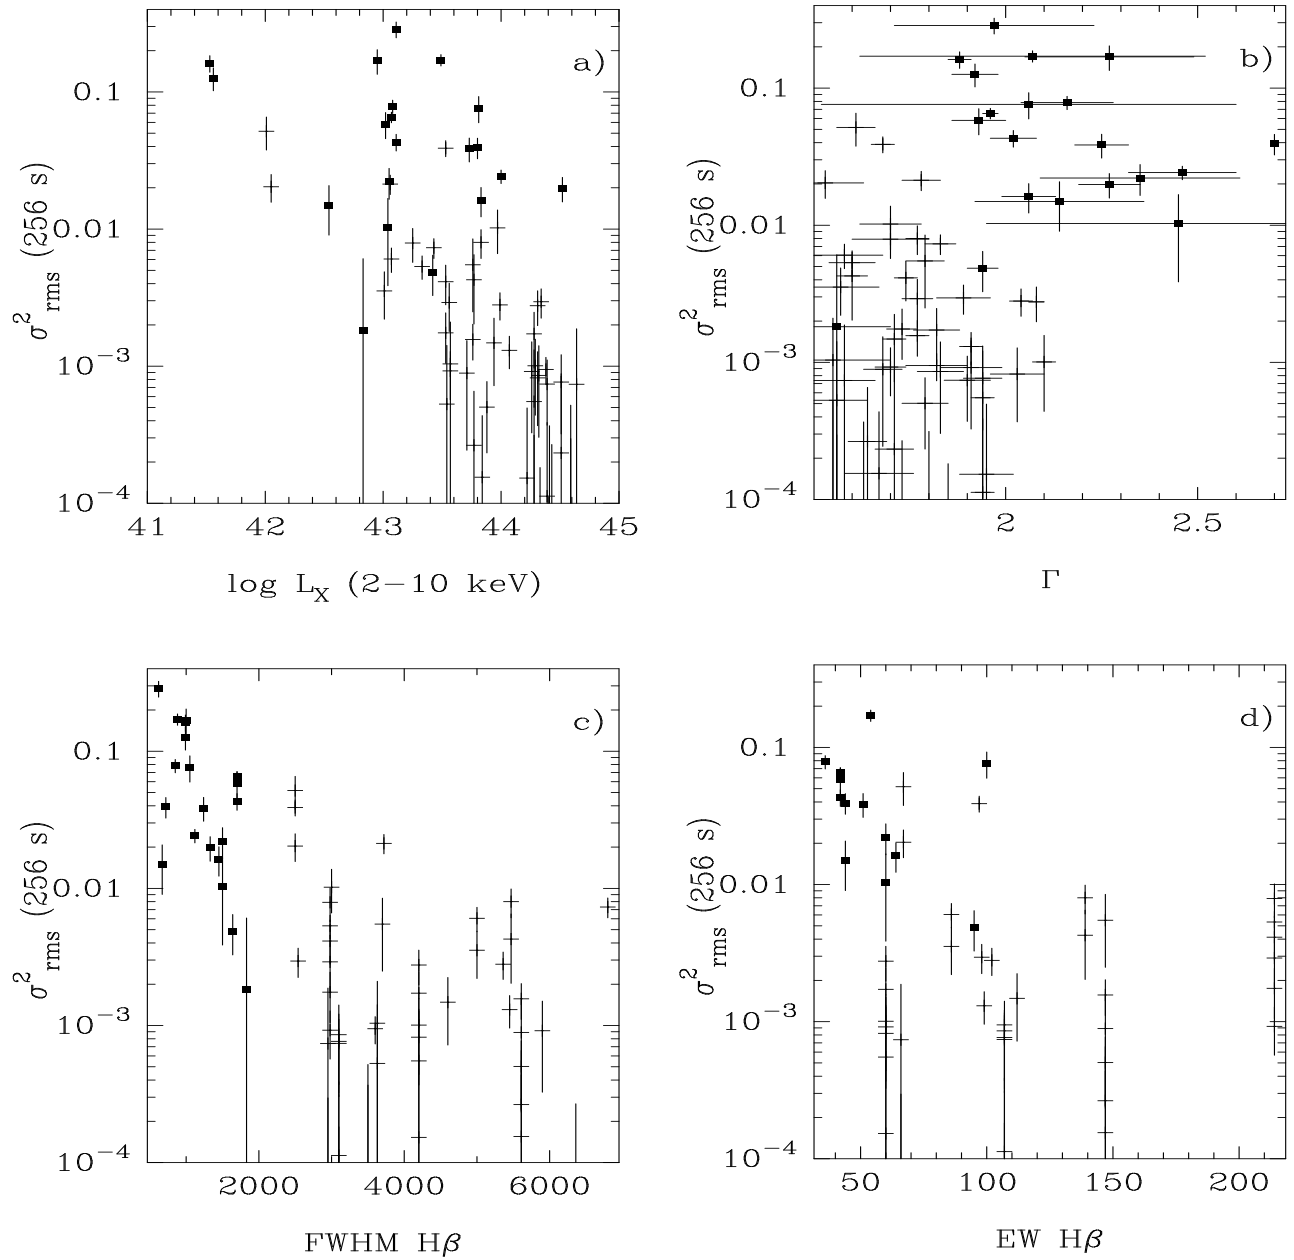 a)
0.1
0.01
10−3
10−4
41 42 43 44 45
σ2rms (256 s)
log LX (2−10 keV)
b)
0.1
0.01
10−3
10−4
2 2.5
σ2rms (256 s)
Γ
c)
0.1
0.01
10−3
10−4
2000 4000 6000
σ2rms (256 s)
FWHM Hβ
d)
0.1
0.01
10−3
10−4
50 100 150 200
σ2rms (256 s)
EW Hβ